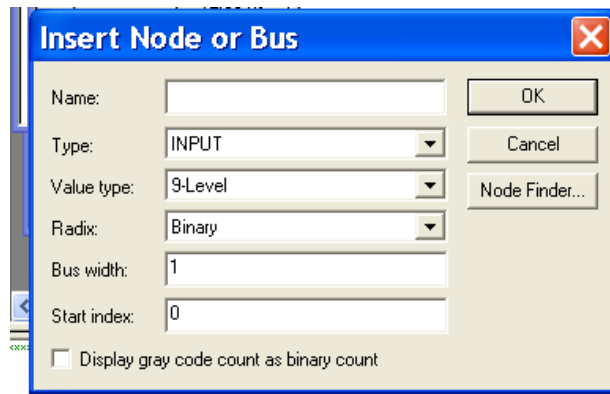 Insert Node or Bus
Name:
OK
Type: INPUT
Cancel
Value type: 9-Level
Node Finder...
Radix: Binary
Bus width: 1
Start index: 0
Display gray code count as binary count